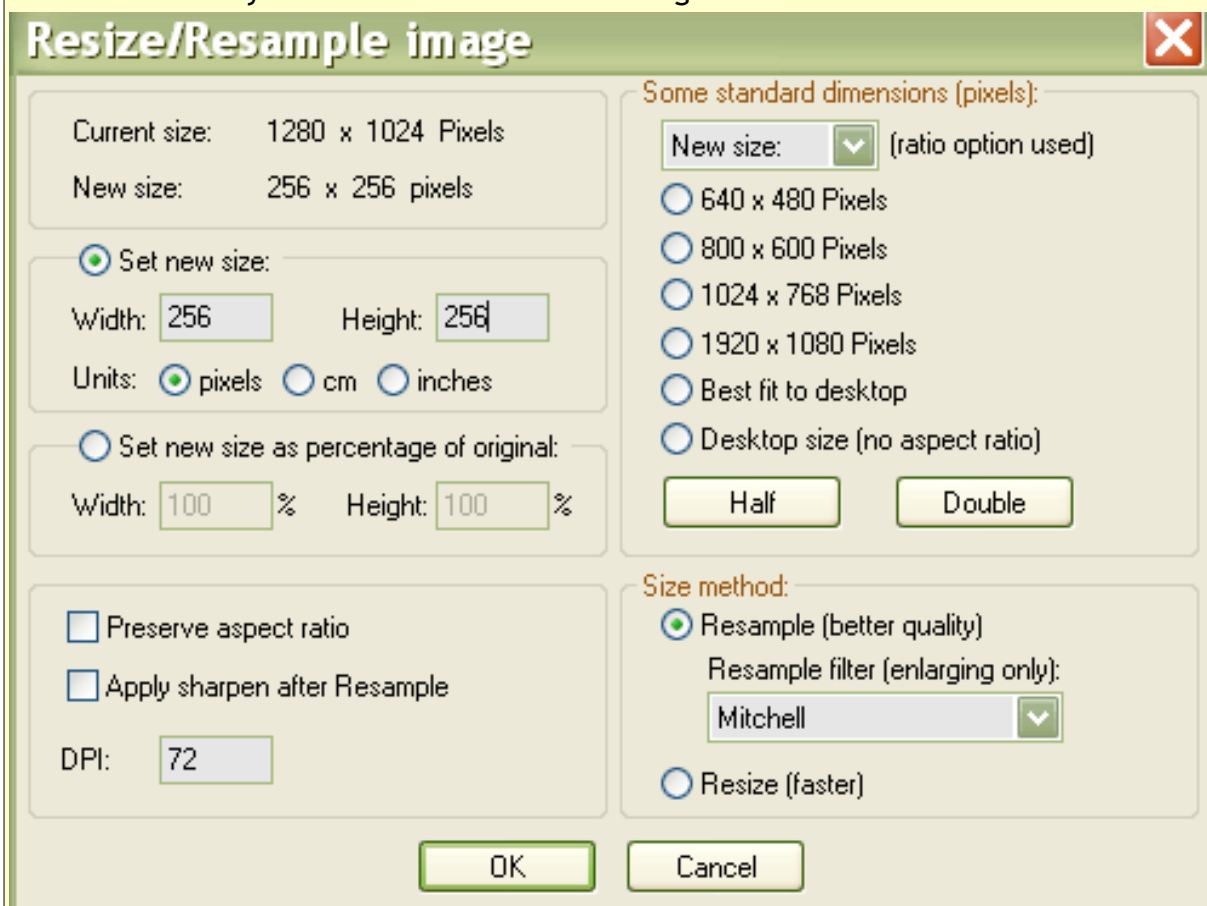 Resize/Resample image
Current size: 1280 x 1024 Pixels
New size: 256 x 256 pixels
Set new size:
Width: 256 Height: 256
Units: pixels cm inches
Set new size as percentage of original:
Width: 100 % Height: 100 %
Preserve aspect ratio
Apply sharpen after Resample
DPI: 72
Some standard dimensions (pixels):
New size: (ratio option used)
640 x 480 Pixels
800 x 600 Pixels
1024 x 768 Pixels
1920 x 1080 Pixels
Best fit to desktop
Desktop size (no aspect ratio)
Half Double
Size method:
Resample (better quality)
Resample filter (enlarging only):
Mitchell
Resize (faster)
OK Cancel